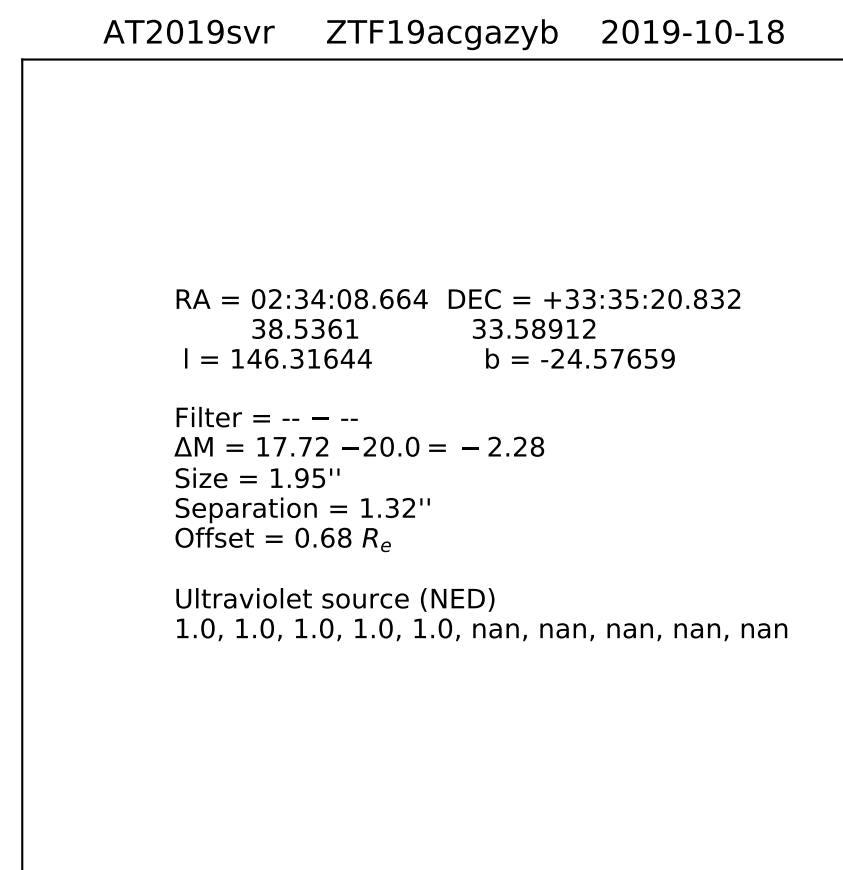 AT2019svr ZTF19acgazyb 2019-10-18
RA = 02:34:08.664 DEC = +33:35:20.832
38.5361 33.58912
l = 146.31644 b = -24.57659
Filter = -- − --
ΔM = 17.72 −20.0 = − 2.28
Size = 1.95''
Separation = 1.32''
Offset = 0.68 Re
Ultraviolet source (NED)
1.0, 1.0, 1.0, 1.0, 1.0, nan, nan, nan, nan, nan